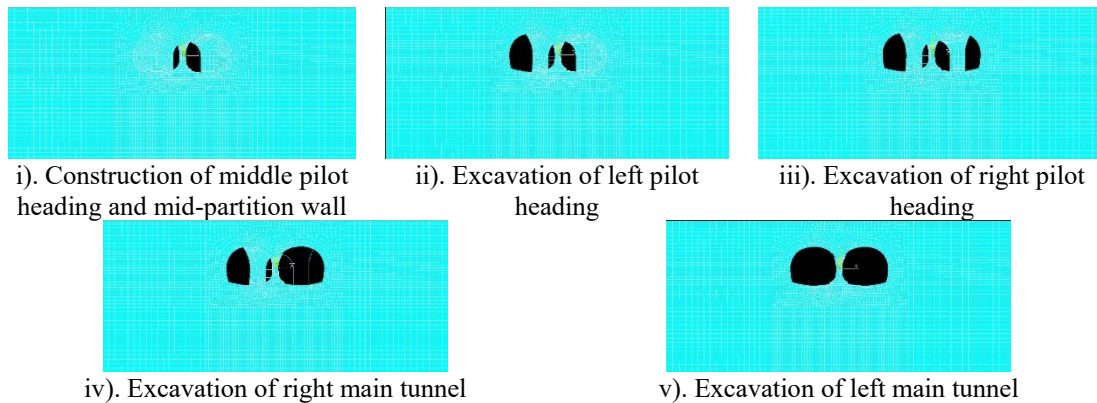 i). Construction of middle pilot
heading and mid-partition wall
ii). Excavation of left pilot
heading
iii). Excavation of right pilot
heading
iv). Excavation of right main tunnel
v). Excavation of left main tunnel